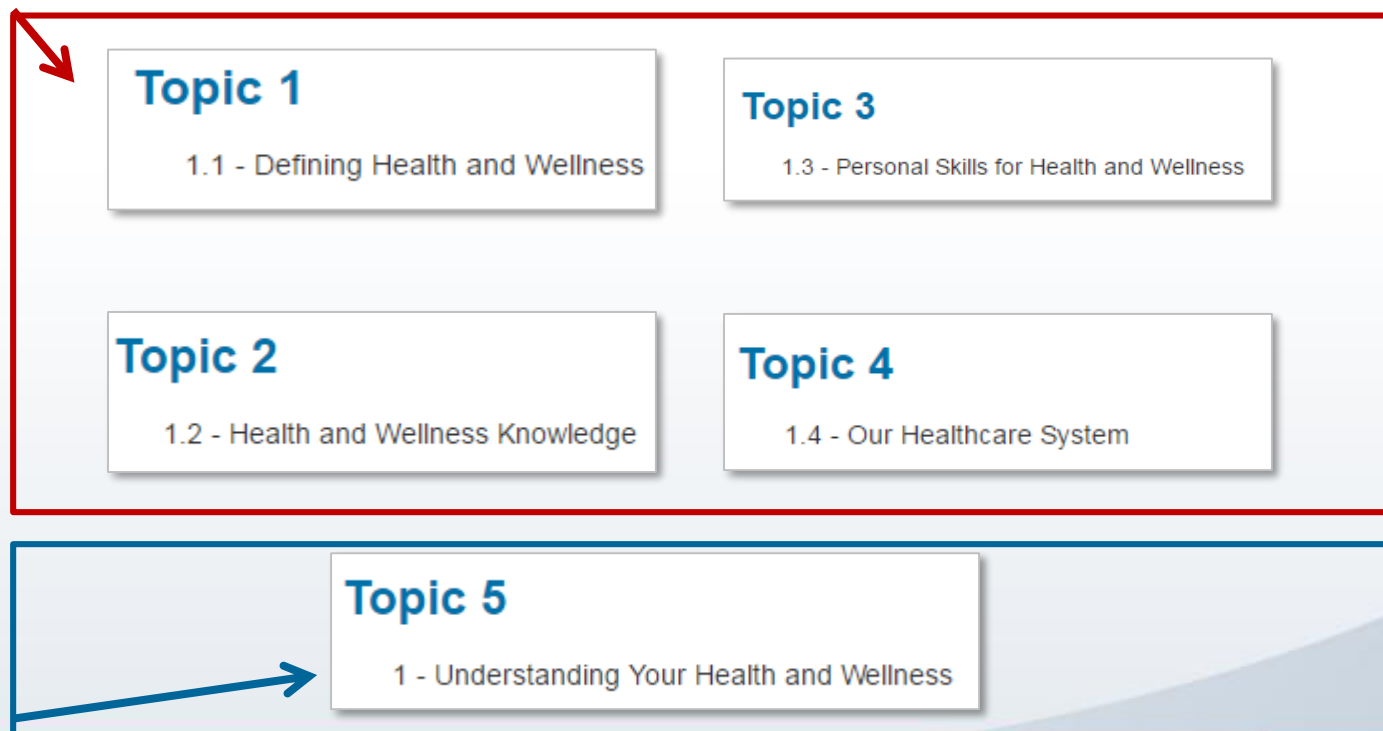 Topic 1
1.1 - Defining Health and Wellness
Topic 3
1.3 - Personal Skills for Health and Wellness
Topic 2
1.2 - Health and Wellness Knowledge
Topic 4
1.4 - Our Healthcare System
Topic 5
1 - Understanding Your Health and Wellness